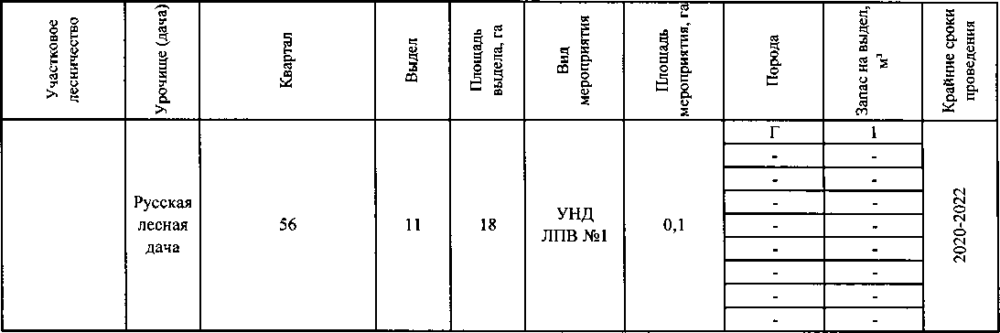 Участковое
лесничество
Урочище (дача)
Квартал
Выдел
Площадь
выдела, га
Вид
мероприятия
Площадь
мероприятия, га
Порода
Запас на выдел,
м³
Крайние сроки
проведения
Русская
лесная
дача
56
11
18
УНД
ЛПВ №1
0,1
Г 1
- -
- -
- -
- -
- -
- -
- -
- -
2020-2022